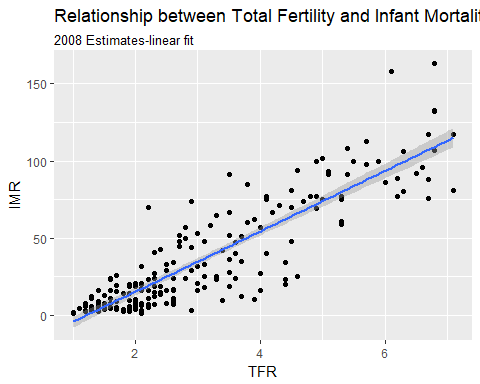 Relationship between Total Fertility and Infant Mortalit
2008 Estimates-linear fit
150
100
50
0
IMR
2
4
6
TFR